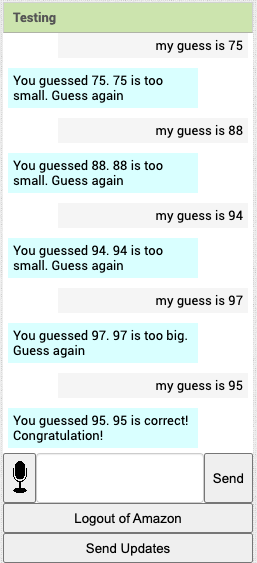 Testing
my guess is 75
You guessed 75. 75 is too
small. Guess again
my guess is 88
You guessed 88. 88 is too
small. Guess again
my guess is 94
You guessed 94. 94 is too
small. Guess again
my guess is 97
You guessed 97. 97 is too big.
Guess again
my guess is 95
You guessed 95. 95 is correct!
Congratulation!
Send
Logout of Amazon
Send Updates